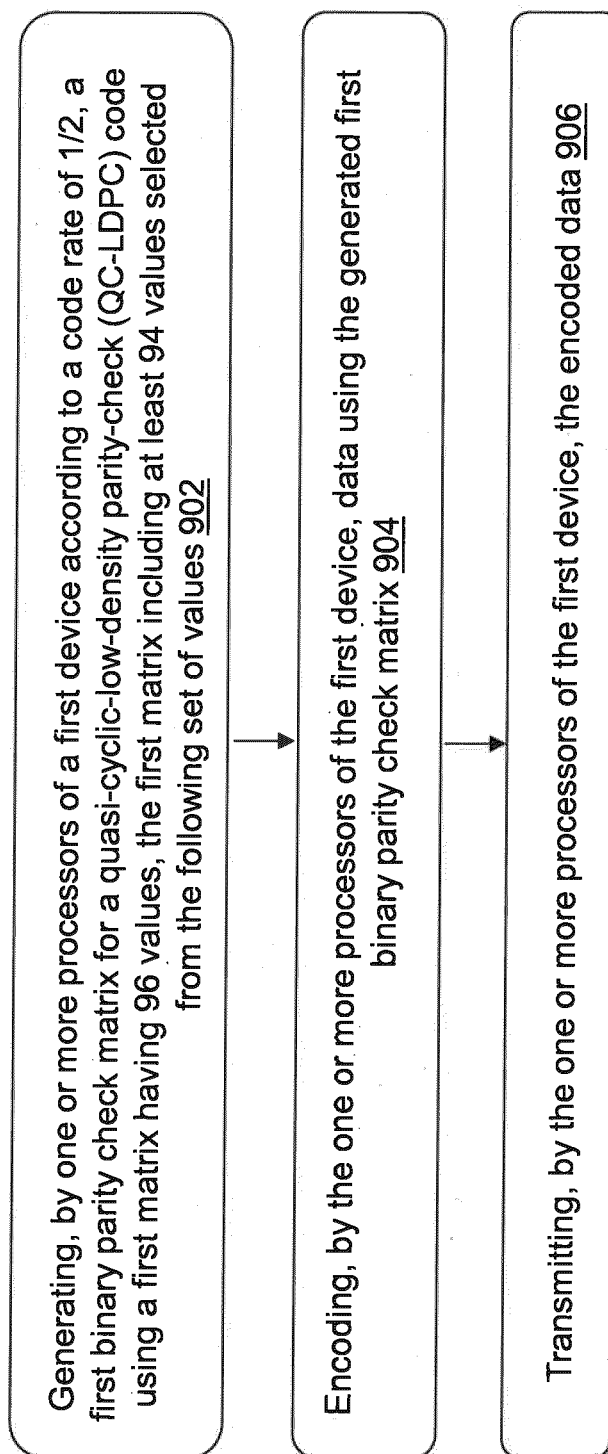 Generating, by one or more processors of a first device according to a code rate of 1/2, a
first binary parity check matrix for a quasi-cyclic-low-density parity-check (QC-LDPC) code
using a first matrix having 96 values, the first matrix including at least 94 values selected
from the following set of values 902
Encoding, by the one or more processors of the first device, data using the generated first
binary parity check matrix 904
Transmitting, by the one or more processors of the first device, the encoded data 906